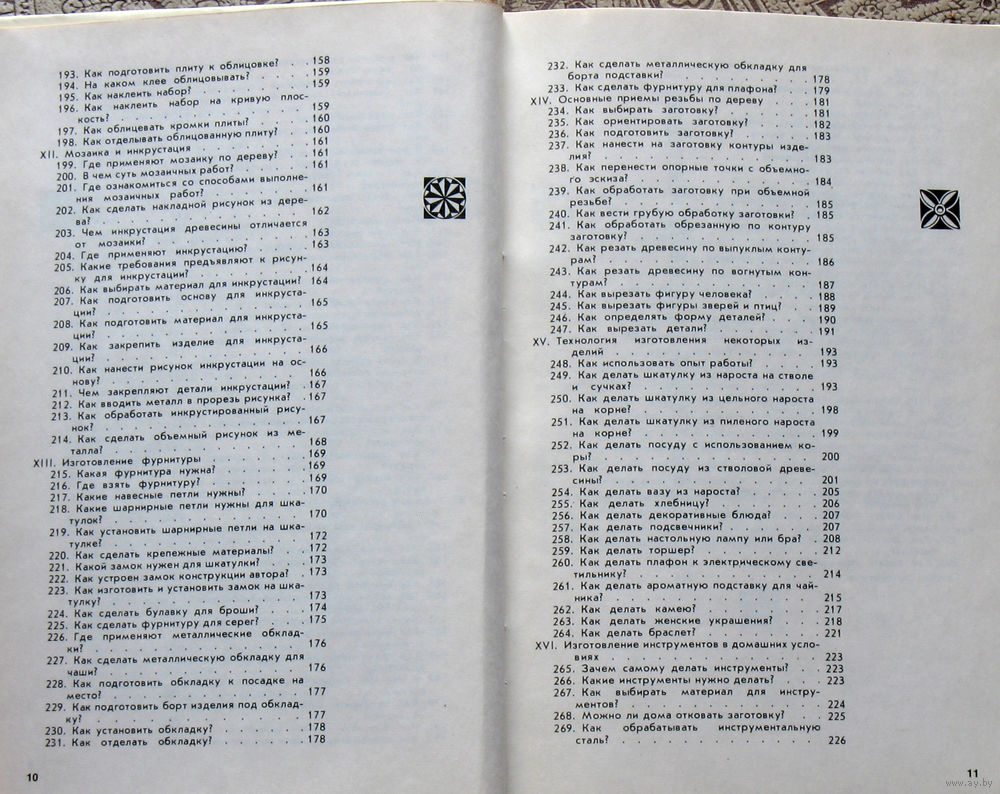 193. Как подготовить плиту к облицовке? . . 158
194. На каком клее облицовывать? . . . . 159
195. Как наклеить набор? . . . . . . . 159
196. Как наклеить набор на кривую плос-
кость? . . . . . . . . . . . . . 159
197. Как облицевать кромки плиты? . . . . 160
198. Как отделывать облицованную плиту? . . 160
XII. Мозаика и инкрустация . . . . . . . 161
199. Где применяют мозаику по дереву? . . . 161
200. В чем суть мозаичных работ? . . . . . 161
201. Где ознакомиться со способами выполне-
ния мозаичных работ? . . . . . . . 161
202. Как сделать накладной рисунок из дере-
ва? . . . . . . . . . . . . . . 162
203. Чем инкрустация древесины отличается
от мозаики? . . . . . . . . . . . 163
204. Где применяют инкрустацию? . . . . . 163
205. Какие требования предъявляют к рисун-
ку для инкрустации? . . . . . . . . 164
206. Как выбирать материал для инкрустации? 164
207. Как подготовить основу для инкруста-
ции? . . . . . . . . . . . . . . 165
208. Как подготовить материал для инкруста-
ции? . . . . . . . . . . . . . . 165
209. Как закрепить изделие для инкруста-
ции? . . . . . . . . . . . . . . 166
210. Как нанести рисунок инкрустации на ос-
нову? . . . . . . . . . . . . . . 166
211. Чем закрепляют детали инкрустации? . 167
212. Как вводить металл в прорезь рисунка? . 167
213. Как обработать инкрустированный рису-
нок? . . . . . . . . . . . . . . 167
214. Как сделать объемный рисунок из ме-
талла? . . . . . . . . . . . . . 168
XIII. Изготовление фурнитуры . . . . . . 169
215. Какая фурнитура нужна? . . . . . . 169
216. Где взять фурнитуру? . . . . . . . 169
217. Какие навесные петли нужны? . . . . 170
218. Какие шарнирные петли нужны для шка-
тулок? . . . . . . . . . . . . . 170
219. Как установить шарнирные петли на шка-
тулке? . . . . . . . . . . . . . 172
220. Как сделать крепежные материалы? . . 172
221. Какой замок нужен для шкатулки? . . . 173
222. Как устроен замок конструкции автора? . 173
223. Как изготовить и установить замок на шка-
тулку? . . . . . . . . . . . . . 173
224. Как сделать булавку для броши? . . . 174
225. Как сделать фурнитуру для серег? . . . 175
226. Где применяют металлические обклад-
ки? . . . . . . . . . . . . . . 176
227. Как сделать металлическую обкладку для
чаши? . . . . . . . . . . . . . . 176
228. Как подготовить обкладку к посадке на
место? . . . . . . . . . . . . . 177
229. Как подготовить борт изделия под обклад-
ку? . . . . . . . . . . . . . . 177
230. Как установить обкладку? . . . . . . 178
231. Как отделать обкладку? . . . . . . . 178
10
232. Как сделать металлическую обкладку для
борта подставки? . . . . . . . . . 178
233. Как сделать фурнитуру для плафона? . . 179
XIV. Основные приемы резьбы по дереву . . . 181
234. Как выбирать заготовку? . . . . . . 181
235. Как ориентировать заготовку? . . . . 182
236. Как подготовить заготовку? . . . . . 183
237. Как нанести на заготовку контуры изде-
лия? . . . . . . . . . . . . . . 183
238. Как перенести опорные точки с объемно-
го эскиза? . . . . . . . . . . . . 184
239. Как обработать заготовку при объемной
резьбе? . . . . . . . . . . . . . 185
240. Как вести грубую обработку заготовки? . 185
241. Как обработать обрезанную по контуру
заготовку? . . . . . . . . . . . . 185
242. Как резать древесину по выпуклым конту-
рам? . . . . . . . . . . . . . . 186
243. Как резать древесину по вогнутым кон-
турам? . . . . . . . . . . . . . 187
244. Как вырезать фигуру человека? . . . . 188
245. Как вырезать фигуры зверей и птиц? . . 189
246. Как определять форму деталей? . . . 190
247. Как вырезать детали? . . . . . . . 191
XV. Технология изготовления некоторых из-
делий . . . . . . . . . . . . . . 193
248. Как использовать опыт работы? . . . . 193
249. Как делать шкатулку из нароста на стволе
и сучках? . . . . . . . . . . . . 193
250. Как делать шкатулку из цельного нароста
на корне? . . . . . . . . . . . . 198
251. Как делать шкатулку из пиленого нароста
на корне? . . . . . . . . . . . . 199
252. Как делать посуду с использованием ко-
ры? . . . . . . . . . . . . . . 200
253. Как делать посуду из стволовой древе-
сины? . . . . . . . . . . . . . . 201
254. Как делать вазу из нароста? . . . . . 205
255. Как делать хлебницу? . . . . . . . 206
256. Как делать декоративные блюда? . . . 207
257. Как делать подсвечники? . . . . . . 207
258. Как делать настольную лампу или бра? . 208
259. Как делать торшер? . . . . . . . . 212
260. Как делать плафон к электрическому све-
тильнику? . . . . . . . . . . . . 214
261. Как делать ароматную подставку для чай-
ника? . . . . . . . . . . . . . . 215
262. Как делать камею? . . . . . . . . 217
263. Как делать женские украшения? . . . 218
264. Как делать браслет? . . . . . . . . 221
XVI. Изготовление инструментов в домашних усло-
виях . . . . . . . . . . . . . . 223
265. Зачем самому делать инструменты? . . 223
266. Какие инструменты нужно делать? . . . 223
267. Как выбирать материал для инстру-
ментов? . . . . . . . . . . . . . 224
268. Можно ли дома отковать заготовку? . . 225
269. Как обрабатывать инструментальную
сталь? . . . . . . . . . . . . . 226
11
www.ay.by